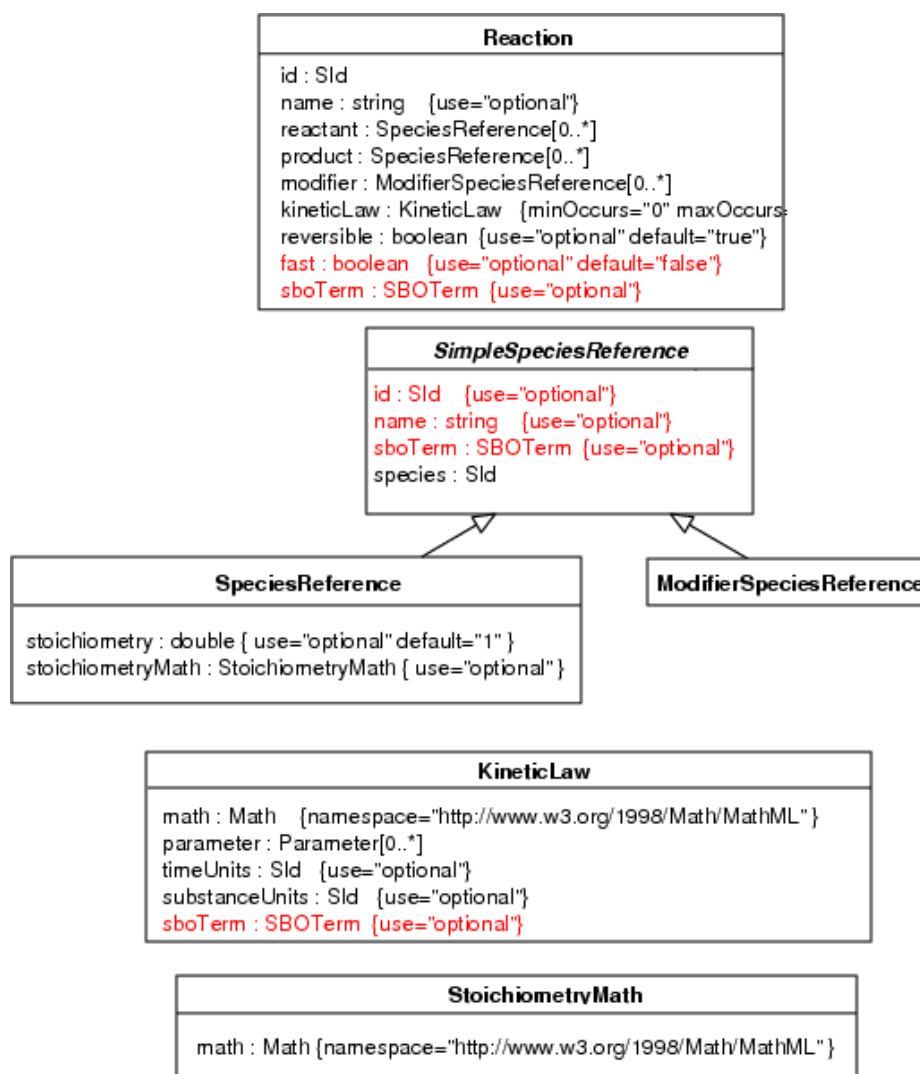 Reaction
id : SId
name : string {use="optional"}
reactant : SpeciesReference[0..*]
product : SpeciesReference[0..*]
modifier : ModifierSpeciesReference[0..*]
kineticLaw : KineticLaw {minOccurs="0" maxOccurs=
reversible : boolean {use="optional" default="true"}
fast : boolean {use="optional" default="false"}
sboTerm : SBOTerm {use="optional"}
SimpleSpeciesReference
id : SId {use="optional"}
name : string {use="optional"}
sboTerm : SBOTerm {use="optional"}
species : SId
SpeciesReference
stoichiometry : double { use="optional" default="1" }
stoichiometryMath : StoichiometryMath { use="optional" }
ModifierSpeciesReference
KineticLaw
math : Math {namespace="http://www.w3.org/1998/Math/MathML" }
parameter : Parameter[0..*]
timeUnits : SId {use="optional"}
substanceUnits : SId {use="optional"}
sboTerm : SBOTerm {use="optional"}
StoichiometryMath
math : Math {namespace="http://www.w3.org/1998/Math/MathML" }